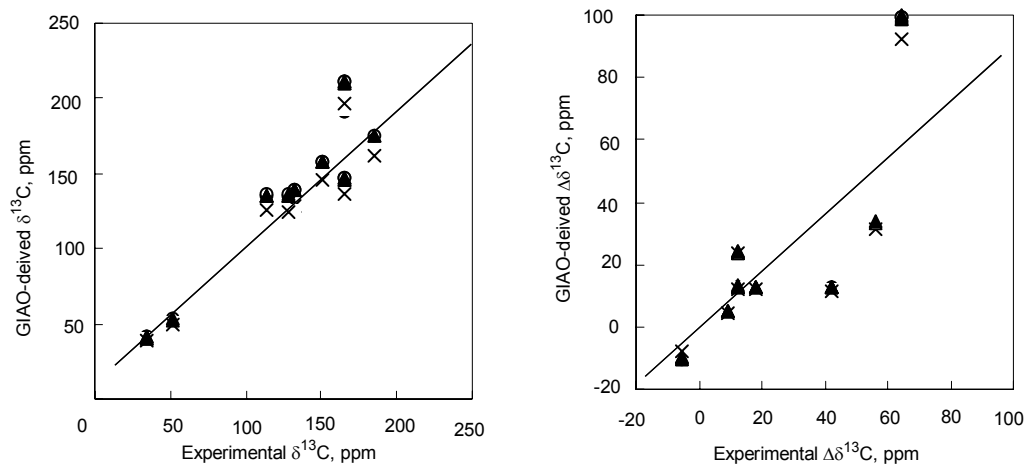 250
200
150
100
50
0
0 50 100 150 200 250
GIAO-deived δ¹³C, ppm
Experimental δ¹³C, ppm
100
80
60
40
20
0
-20
-20 0 20 40 60 80 100
GIAO-deived Δδ¹³C, ppm
Experimental Δδ¹³C, ppm